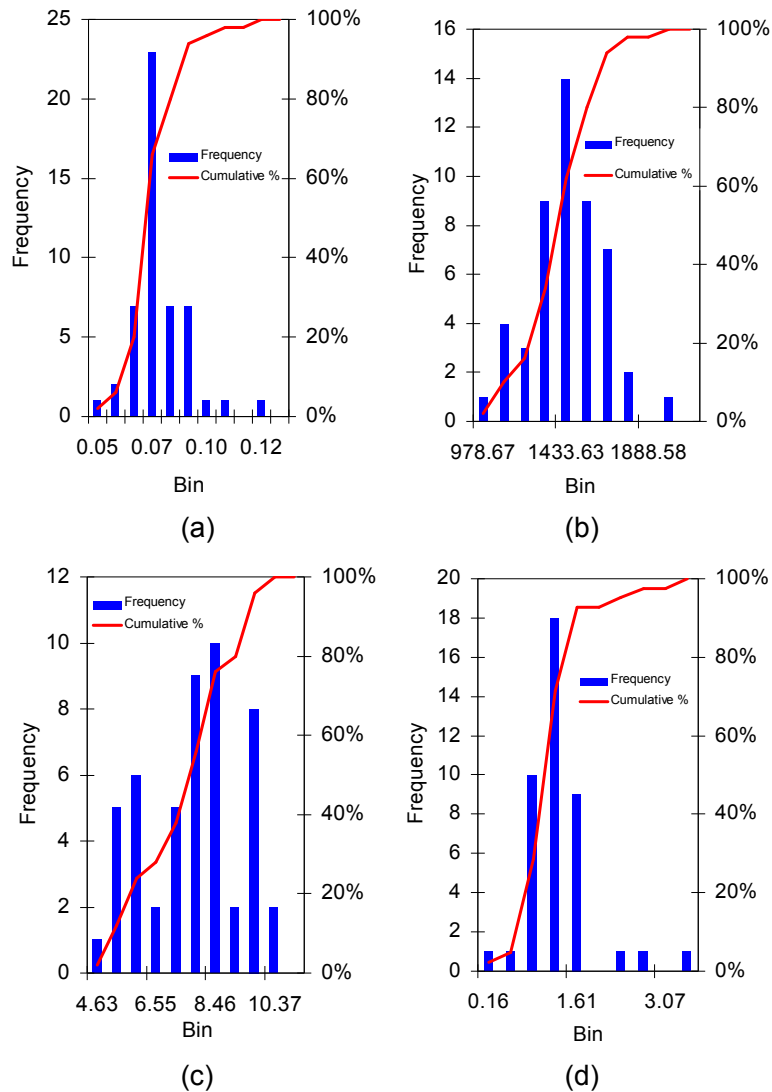 25
20
15
10
5
0
Frequency
100%
80%
60%
40%
20%
0%
Frequency
Cumulative %
0.05 0.07 0.10 0.12
Bin
(a)
16
14
12
10
8
6
4
2
0
Frequency
100%
80%
60%
40%
20%
0%
Frequency
Cumulative %
978.67 1433.63 1888.58
Bin
(b)
12
10
8
6
4
2
0
Frequency
100%
80%
60%
40%
20%
0%
Frequency
Cumulative %
4.63 6.55 8.46 10.37
Bin
(c)
20
18
16
14
12
10
8
6
4
2
0
Frequency
100%
80%
60%
40%
20%
0%
Frequency
Cumulative %
0.16 1.61 3.07
Bin
(d)